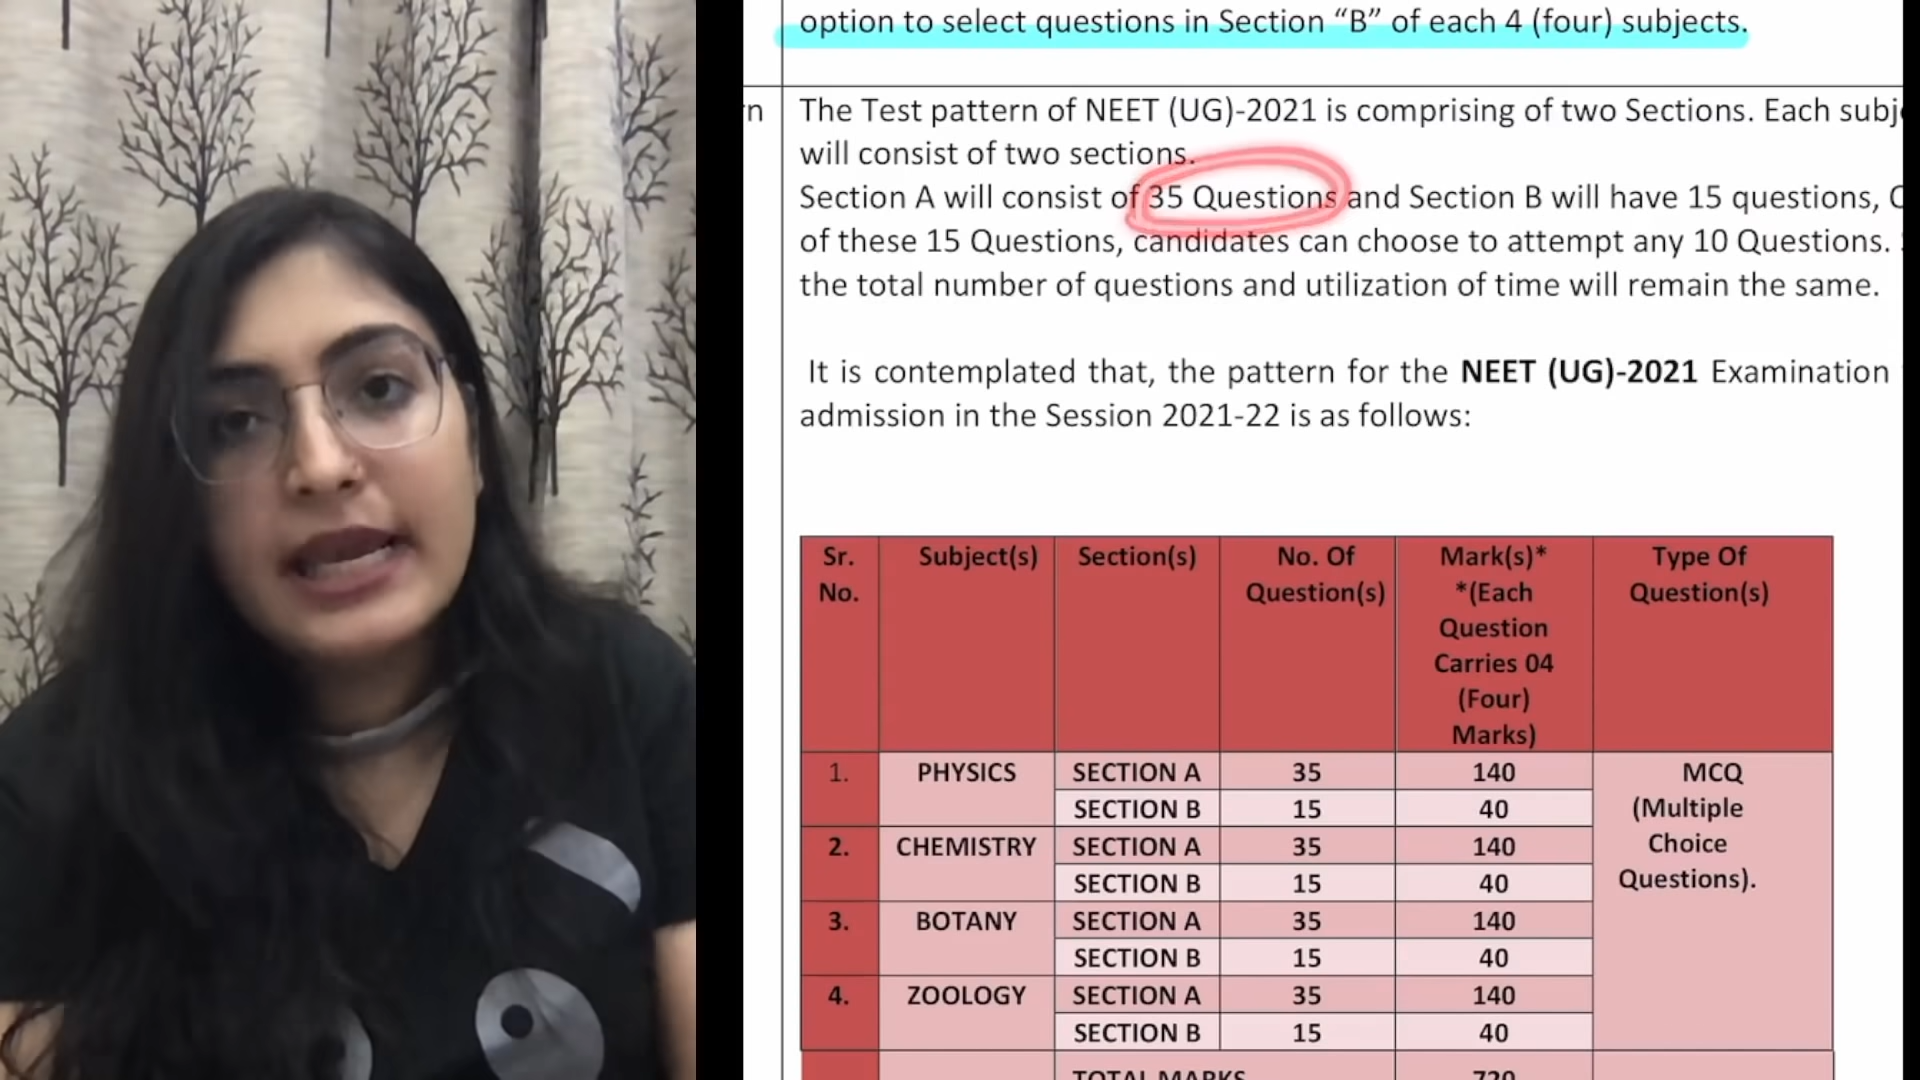 option to select questions in Section “B” of each 4 (four) subjects.
The Test pattern of NEET (UG)-2021 is comprising of two Sections. Each
will consist of two sections.
Section A will consist of 35 Questions and Section B will have 15 questions,
of these 15 Questions, candidates can choose to attempt any 10 Questions.
the total number of questions and utilization of time will remain the same.
It is contemplated that, the pattern for the NEET (UG)-2021 Examination
admission in the Session 2021-22 is as follows:
Sr. No. Subject(s) Section(s) No. Of Question(s) Mark(s)* *(Each Question Carries 04 (Four) Marks) Type Of Question(s)
1. PHYSICS SECTION A 35 140 MCQ (Multiple Choice Questions).
SECTION B 15 40
2. CHEMISTRY SECTION A 35 140
SECTION B 15 40
3. BOTANY SECTION A 35 140
SECTION B 15 40
4. ZOOLOGY SECTION A 35 140
SECTION B 15 40
TOTAL MARKS 720